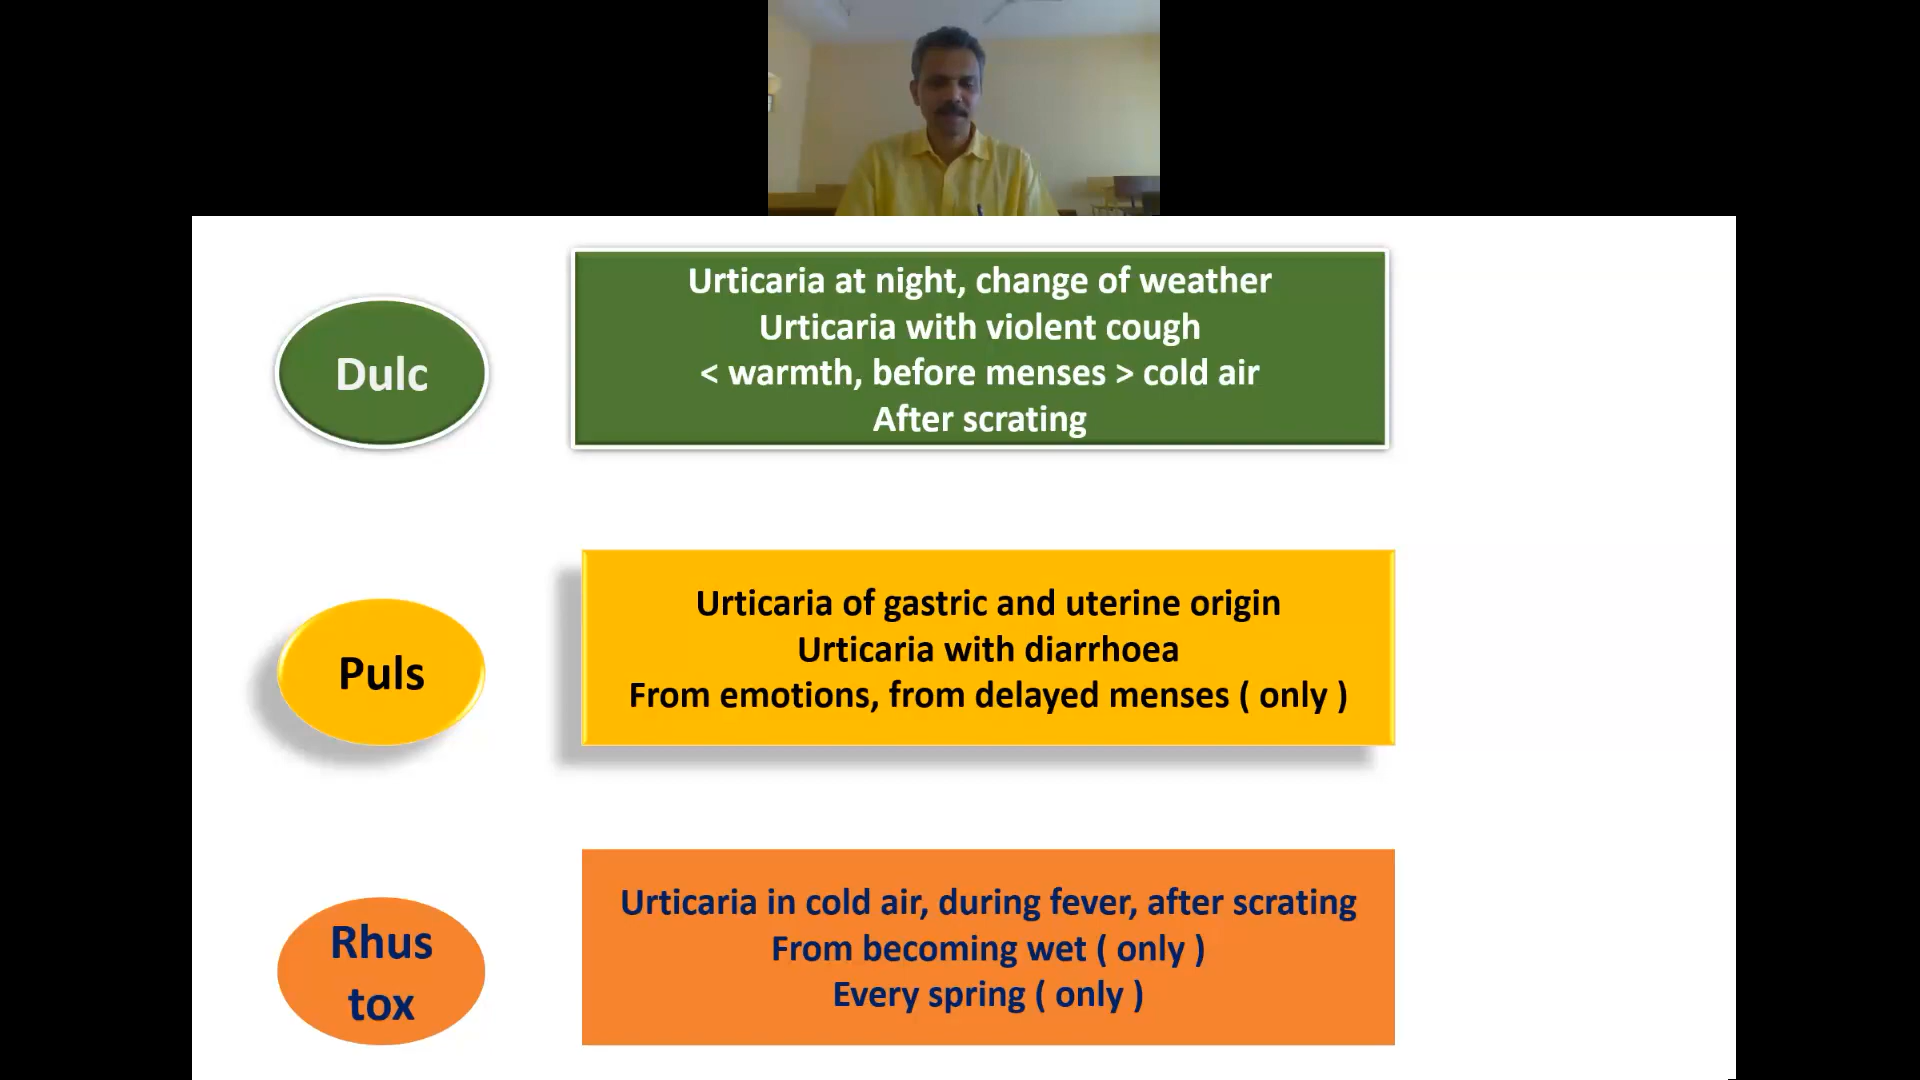 Dulc
Urticaria at night, change of weather
Urticaria with violent cough
< warmth, before menses > cold air
After scrating
Puls
Urticaria of gastric and uterine origin
Urticaria with diarrhoea
From emotions, from delayed menses ( only )
Rhus
tox
Urticaria in cold air, during fever, after scrating
From becoming wet ( only )
Every spring ( only )